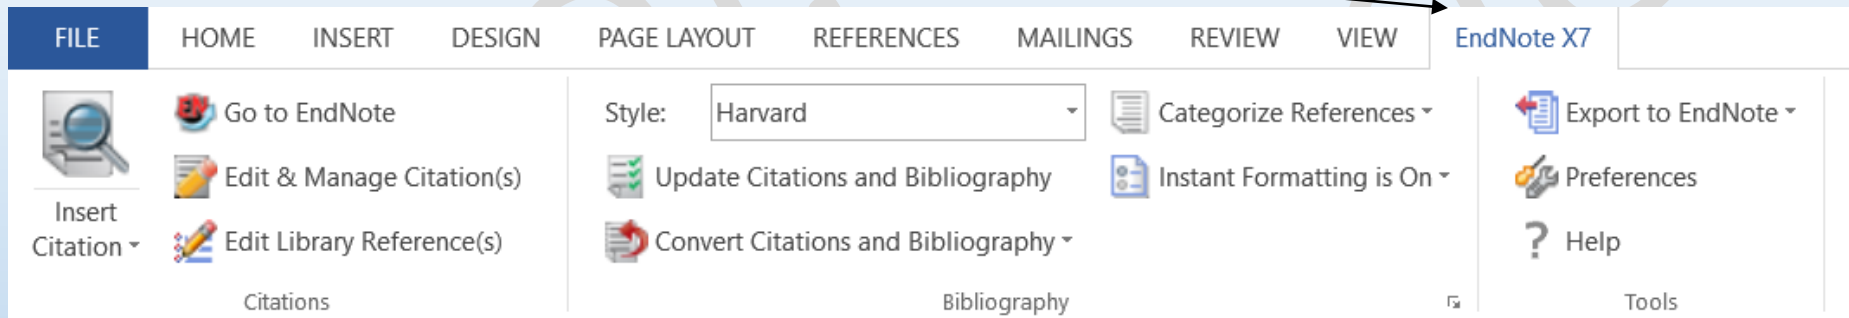 FILE HOME INSERT DESIGN PAGE LAYOUT REFERENCES MAILINGS REVIEW VIEW EndNote X7
Insert
Citation
Go to EndNote
Edit & Manage Citation(s)
Edit Library Reference(s)
Citations
Style: Harvard
Update Citations and Bibliography
Convert Citations and Bibliography
Categorize References
Instant Formatting is On
Bibliography
Export to EndNote
Preferences
? Help
Tools